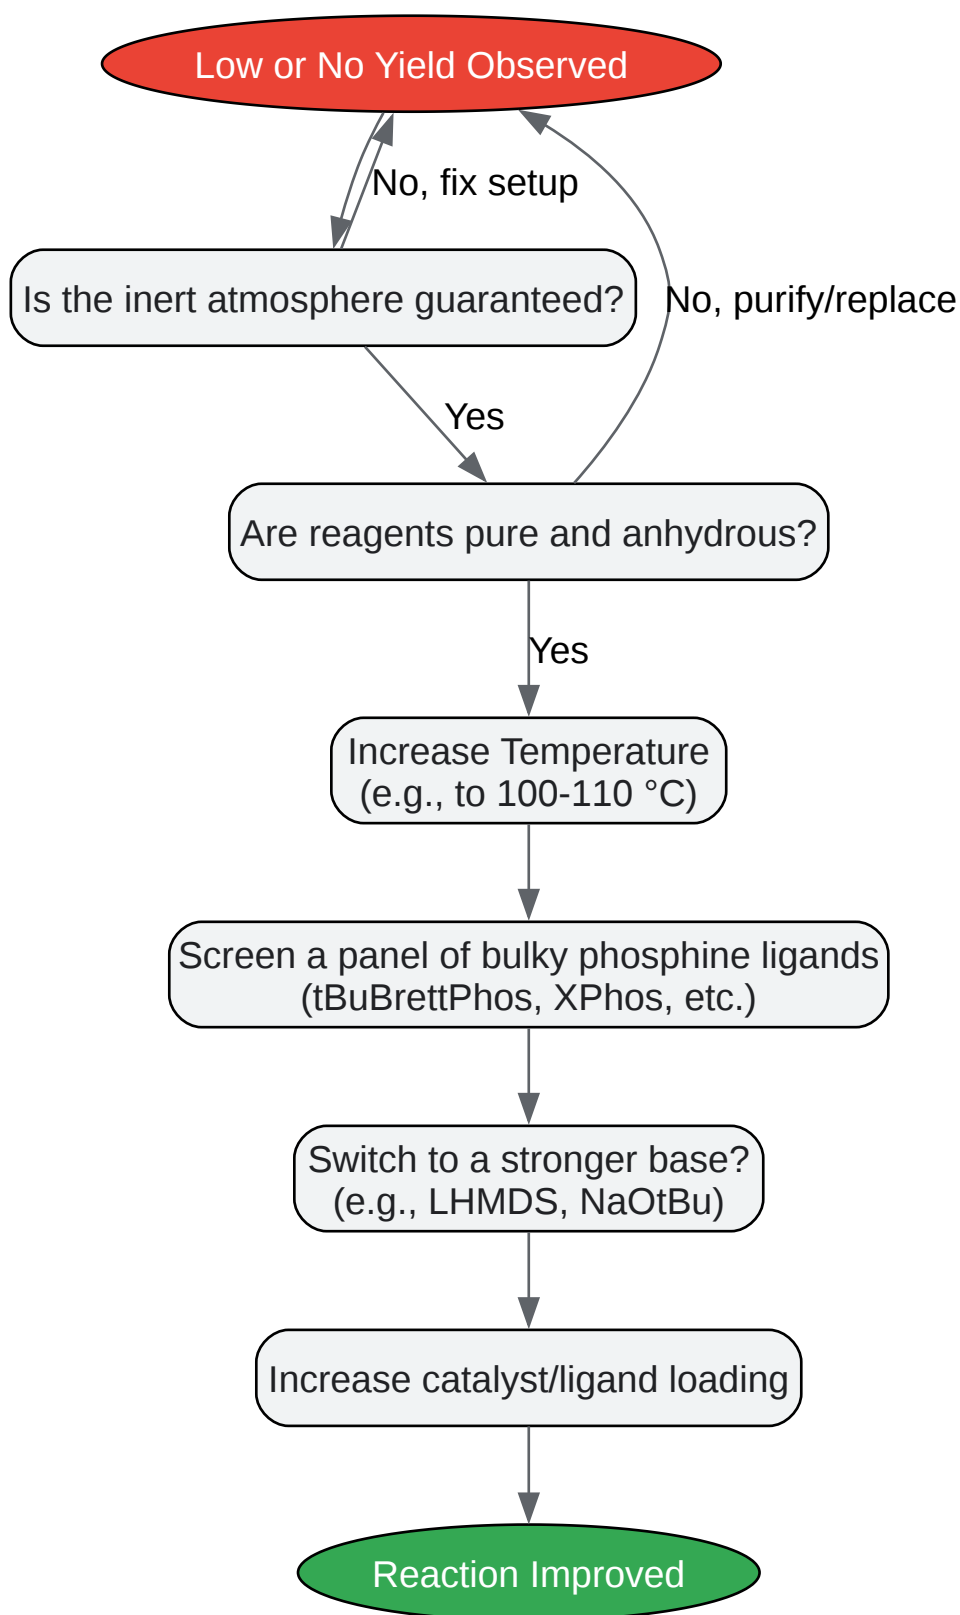 Low or No Yield Observed
No, fix setup
Is the inert atmosphere guaranteed?
No, purify/replace
Yes
Are reagents pure and anhydrous?
Yes
Increase Temperature
(e.g., to 100-110 °C)
Screen a panel of bulky phosphine ligands
(tBuBrettPhos, XPhos, etc.)
Switch to a stronger base?
(e.g., LHMDS, NaOtBu)
Increase catalyst/ligand loading
Reaction Improved